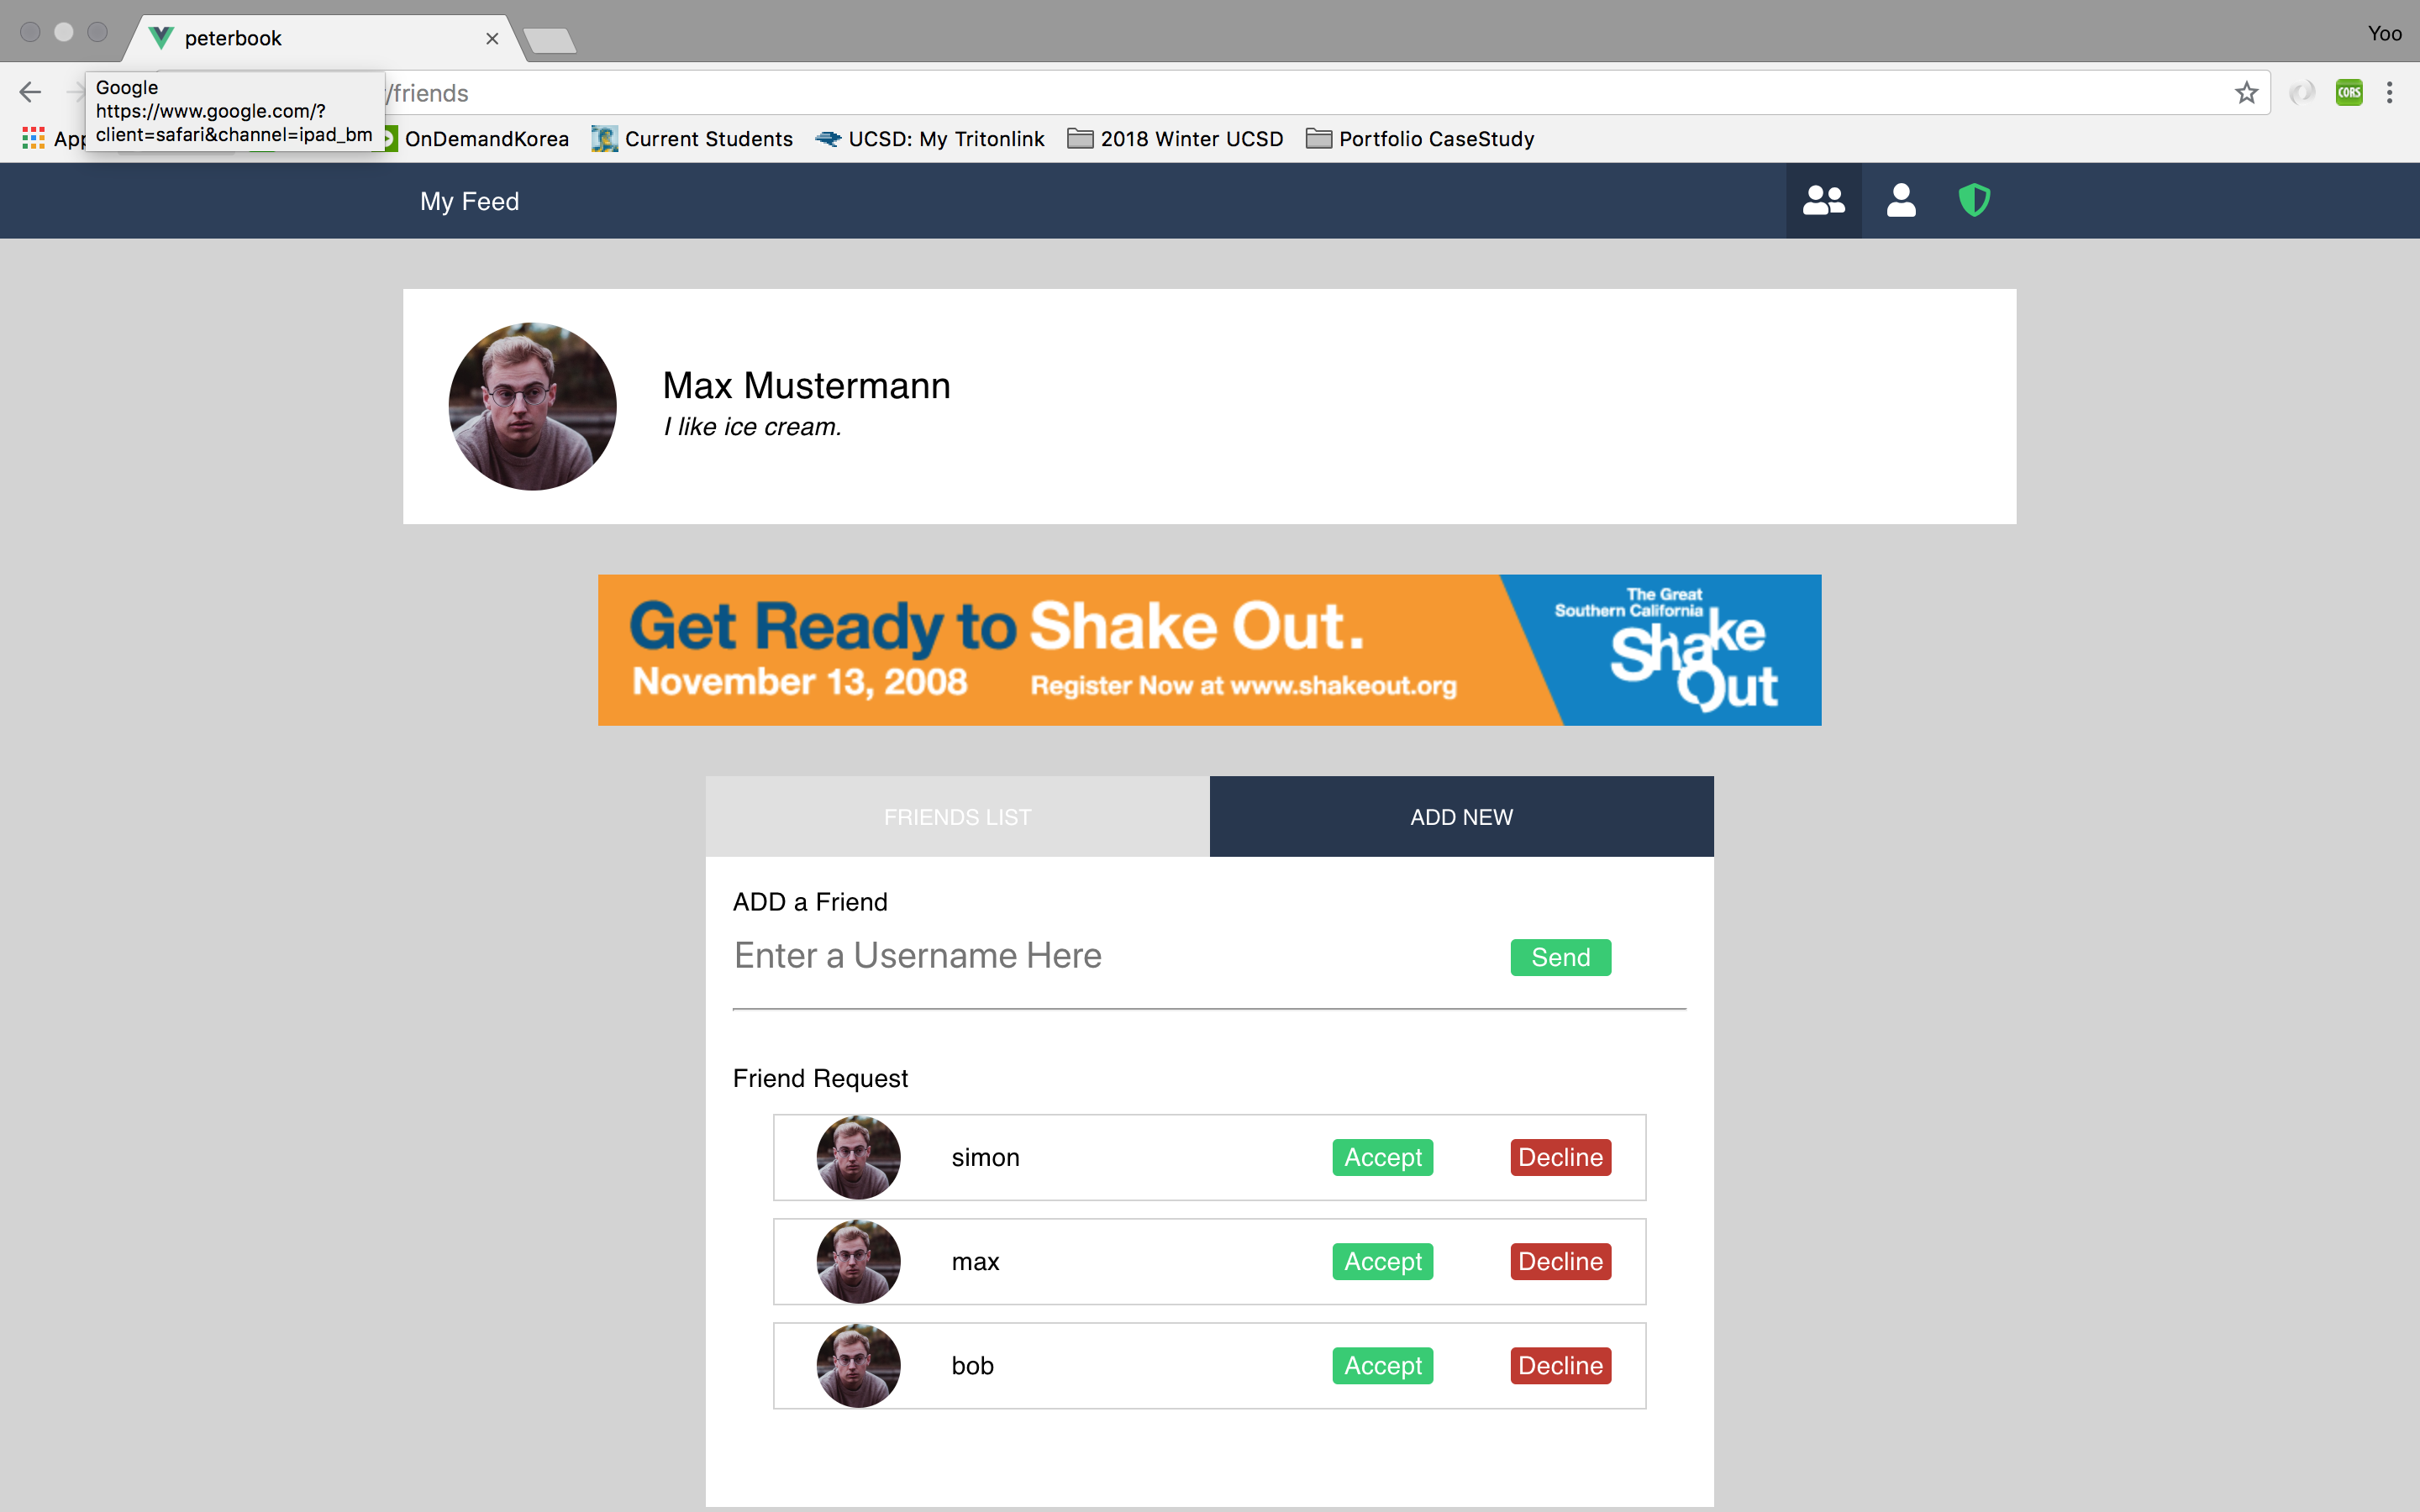 peterbook
Yoo
Google
https://www.google.com/?
client=safari&channel=ipad_bm
/friends
CORS
OnDemandKorea
Current Students
UCSD: My Tritonlink
2018 Winter UCSD
Portfolio CaseStudy
My Feed
Max Mustermann
I like ice cream.
Get Ready to Shake Out.
November 13, 2008
Register Now at www.shakeout.org
The Great
Southern California
Shake
Out
FRIENDS LIST
ADD NEW
ADD a Friend
Enter a Username Here
Send
Friend Request
simon
Accept
Decline
max
Accept
Decline
bob
Accept
Decline